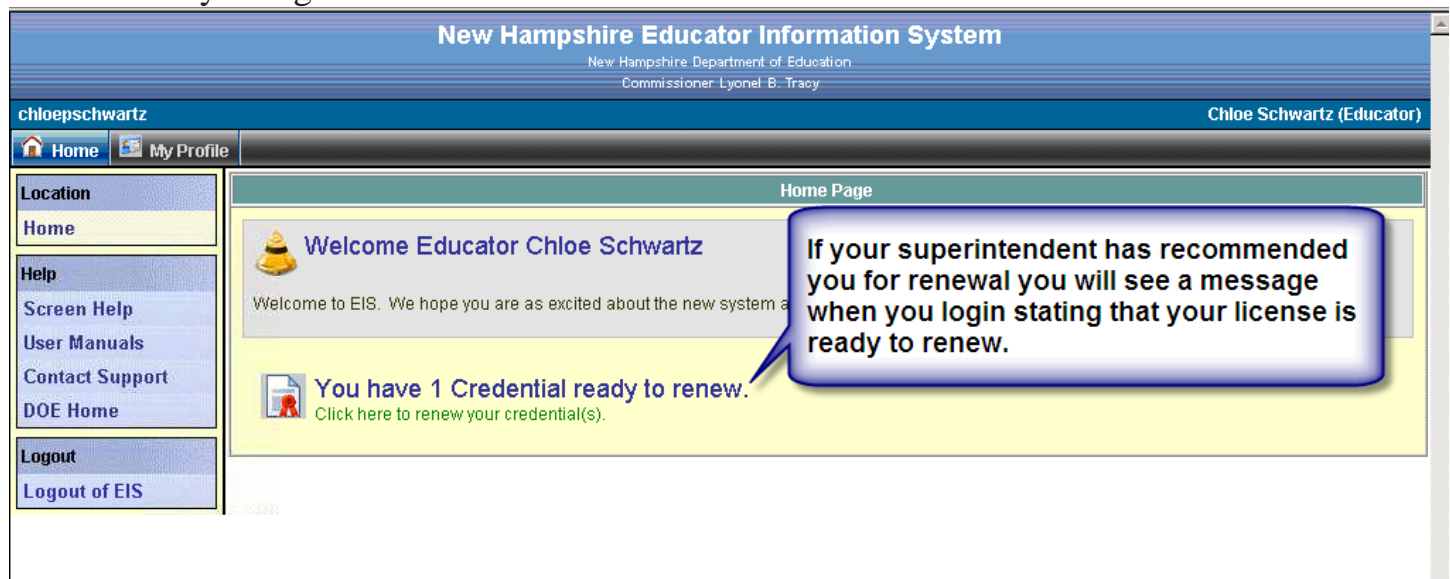 New Hampshire Educator Information System
New Hampshire Department of Education
Commissioner Lyonel B. Tracy
chloepschwartz
Chloe Schwartz (Educator)
Home
My Profile
Location
Home
Help
Screen Help
User Manuals
Contact Support
DOE Home
Logout
Logout of EIS
Home Page
Welcome Educator Chloe Schwartz
Welcome to EIS. We hope you are as excited about the new system a
If your superintendent has recommended
you for renewal you will see a message
when you login stating that your license is
ready to renew.
You have 1 Credential ready to renew.
Click here to renew your credential(s).